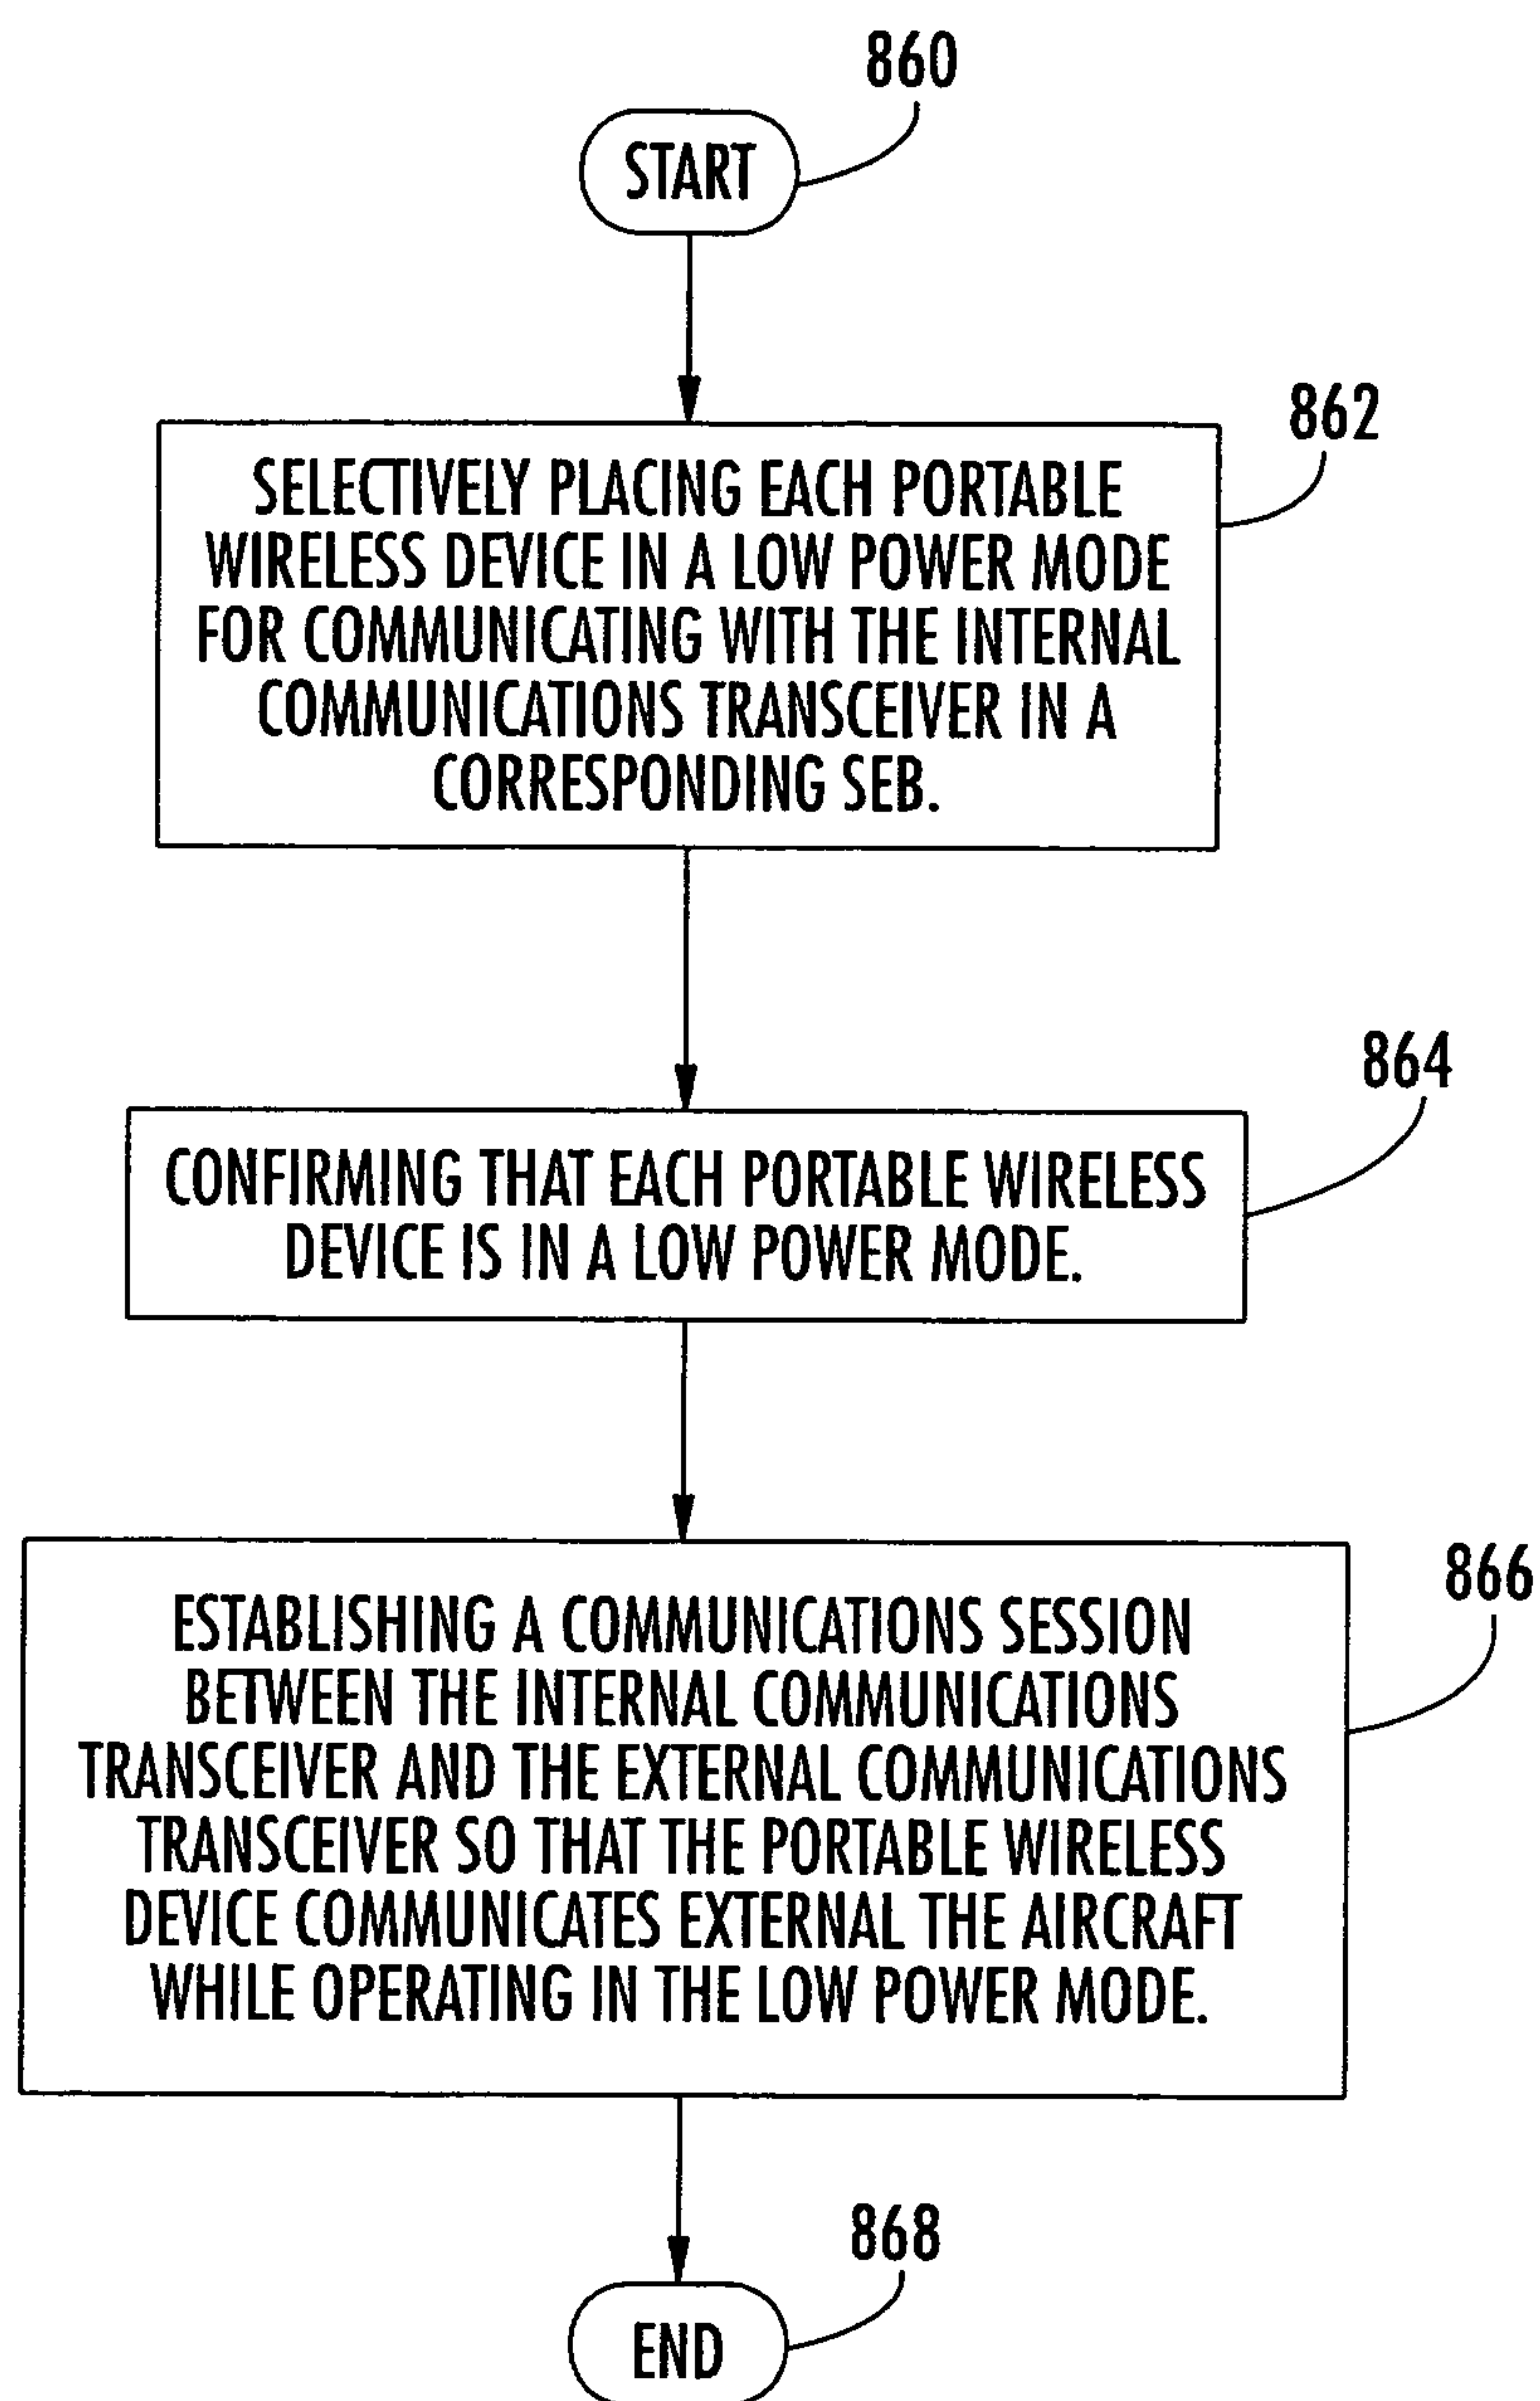 860
START
862
SELECTIVELY PLACING EACH PORTABLE
WIRELESS DEVICE IN A LOW POWER MODE
FOR COMMUNICATING WITH THE INTERNAL
COMMUNICATIONS TRANSCEIVER IN A
CORRESPONDING SEB.
864
CONFIRMING THAT EACH PORTABLE WIRELESS
DEVICE IS IN A LOW POWER MODE.
866
ESTABLISHING A COMMUNICATIONS SESSION
BETWEEN THE INTERNAL COMMUNICATIONS
TRANSCEIVER AND THE EXTERNAL COMMUNICATIONS
TRANSCEIVER SO THAT THE PORTABLE WIRELESS
DEVICE COMMUNICATES EXTERNAL THE AIRCRAFT
WHILE OPERATING IN THE LOW POWER MODE.
868
END